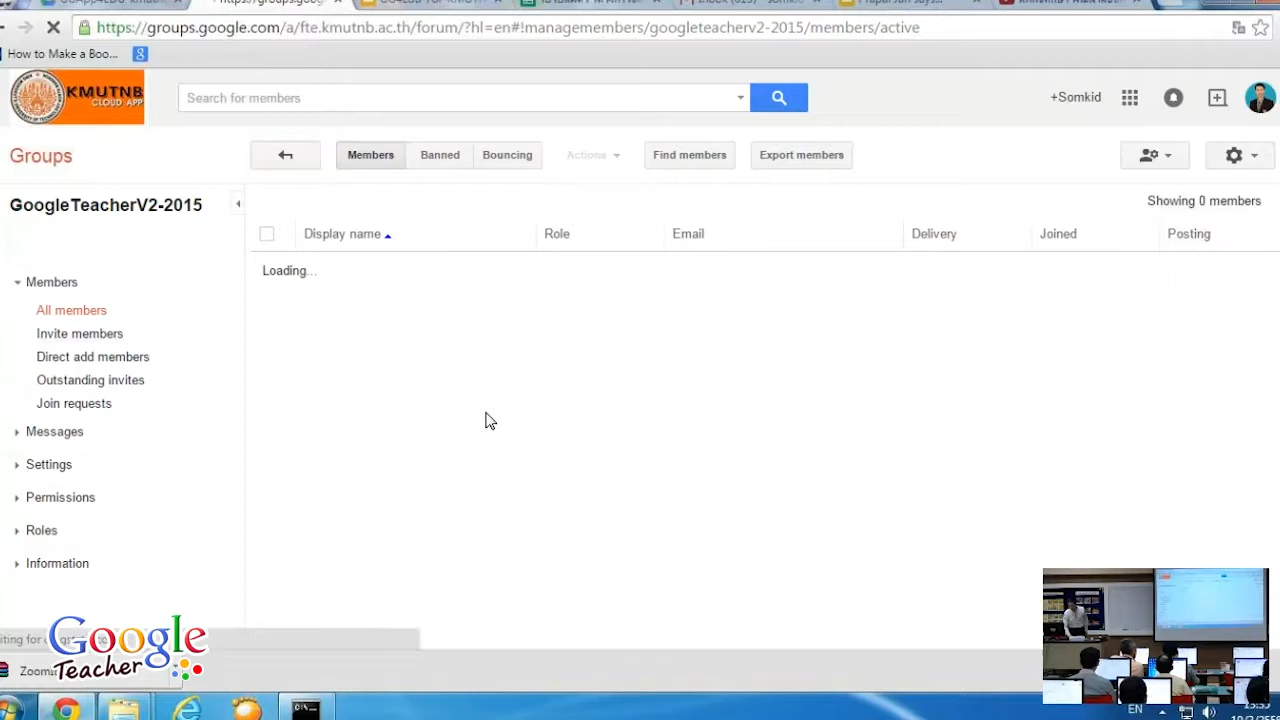 https://groups.google.com/a/fte.kmutnb.ac.th/forum/?hl=en#!managemembers/googleteacherv2-2015/members/active
How to Make a Boo...
KMUTNB
CLOUD APP
Search for members
+Somkid
Groups
Members
Banned
Bouncing
Actions
Find members
Export members
GoogleTeacherV2-2015
Showing 0 members
Display name
Role
Email
Delivery
Joined
Posting
Loading...
Members
All members
Invite members
Direct add members
Outstanding invites
Join requests
Messages
Settings
Permissions
Roles
Information
Google
Teacher
EN